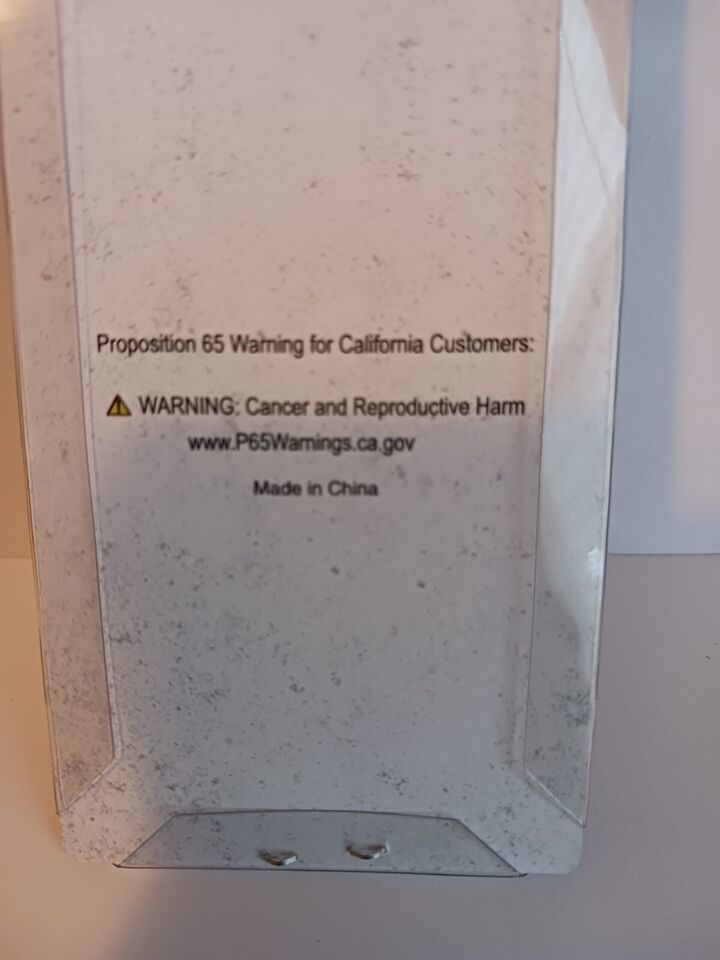 Proposition 65 Warning for California Customers:
WARNING: Cancer and Reproductive Harm
www.P65Warnings.ca.gov
Made in China